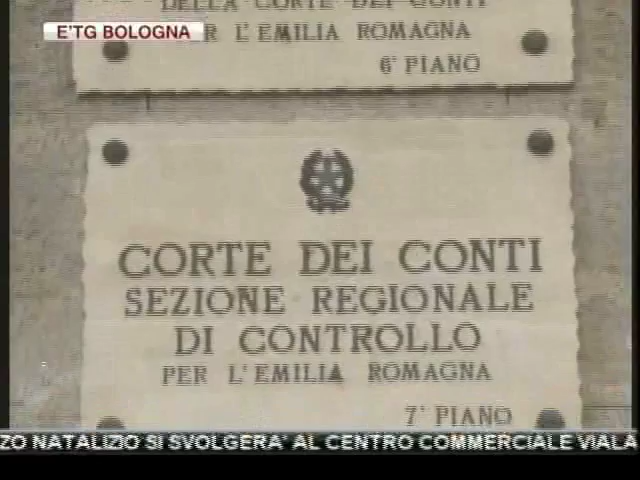 DELLA CORTE DEI CONTI
E'TG BOLOGNA
PER L'EMILIA ROMAGNA
6° PIANO
CORTE DEI CONTI
SEZIONE REGIONALE
DI CONTROLLO
PER L'EMILIA ROMAGNA
7° PIANO
ZO NATALIZIO SI SVOLGERA' AL CENTRO COMMERCIALE VIALA